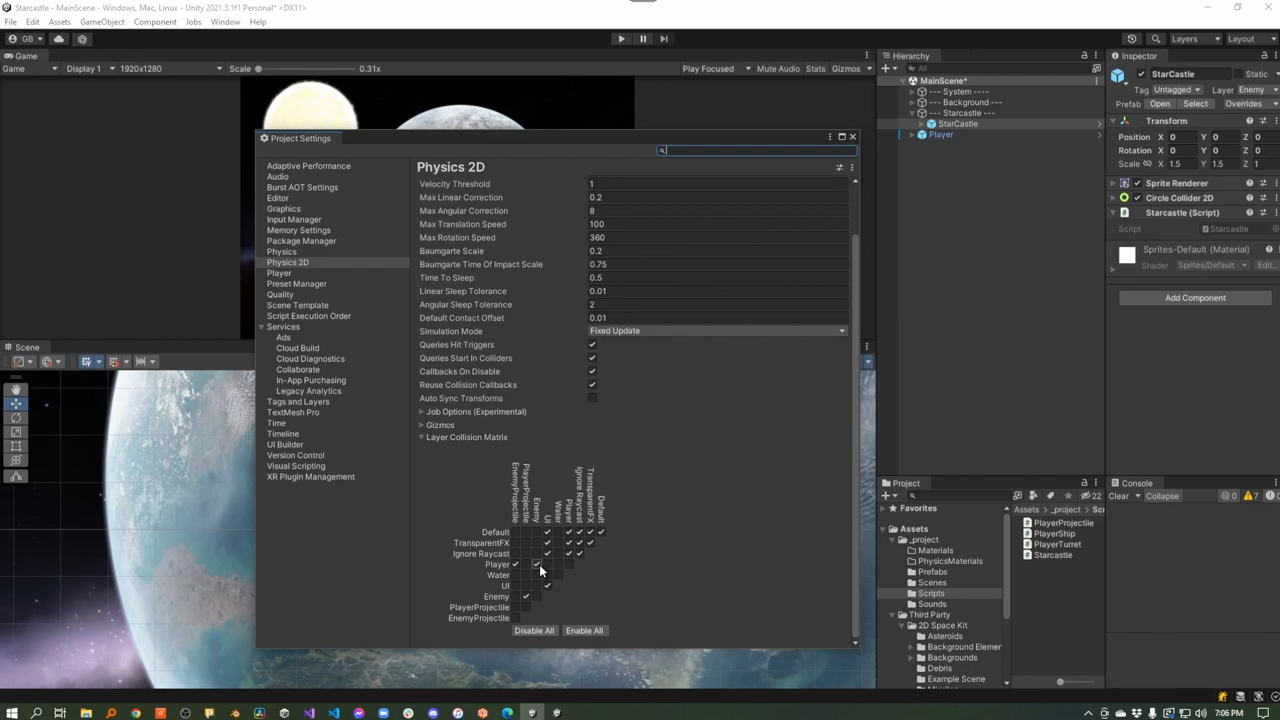 Starcastle - MainScene - Windows, Mac, Linux - Unity 2021.3.1f1 Personal* <DX11>
File Edit Assets GameObject Component Jobs Window Help
GB
Layers Layout
Game
Game Display 1 1920x1280 Scale 0.31x Play Focused Mute Audio Stats Gizmos
Hierarchy
All
MainScene*
--- System ----
--- Background ---
--- Starcastle ---
StarCastle
Player
Inspector
StarCastle Static
Tag Untagged Layer Enemy
Prefab Open Select Overrides
Transform
Position X 0 Y 0 Z 0
Rotation X 0 Y 0 Z 0
Scale X 1.5 Y 1.5 Z 1
Sprite Renderer
Circle Collider 2D
Starcastle (Script)
Script Starcastle
Sprites-Default (Material)
Shader Sprites/Default Edit...
Add Component
Project Settings
Adaptive Performance
Audio
Burst AOT Settings
Editor
Graphics
Input Manager
Memory Settings
Package Manager
Physics
Physics 2D
Player
Preset Manager
Quality
Scene Template
Script Execution Order
Services
Ads
Cloud Build
Cloud Diagnostics
Collaborate
In-App Purchasing
Legacy Analytics
Tags and Layers
TextMesh Pro
Time
Timeline
UI Builder
Version Control
Visual Scripting
XR Plugin Management
Physics 2D
Velocity Threshold 1
Max Linear Correction 0.2
Max Angular Correction 8
Max Translation Speed 100
Max Rotation Speed 360
Baumgarte Scale 0.2
Baumgarte Time Of Impact Scale 0.75
Time To Sleep 0.5
Linear Sleep Tolerance 0.01
Angular Sleep Tolerance 2
Default Contact Offset 0.01
Simulation Mode Fixed Update
Queries Hit Triggers
Queries Start In Colliders
Callbacks On Disable
Reuse Collision Callbacks
Auto Sync Transforms
Job Options (Experimental)
Gizmos
Layer Collision Matrix
EnemyProjectile PlayerProjectile Enemy UI Water Player Ignore Raycast TransparentFX Default
Default
TransparentFX
Ignore Raycast
Player
Water
UI
Enemy
PlayerProjectile
EnemyProjectile
Disable All Enable All
Scene
Project
22
Favorites
Assets
_project
Materials
PhysicsMaterials
Prefabs
Scenes
Scripts
Sounds
Third Party
2D Space Kit
Asteroids
Background Elemer
Backgrounds
Debris
Example Scene
Assets > _project > Scr
PlayerProjectile
PlayerShip
PlayerTurret
Starcastle
Console
Clear Collapse 0 7
7:06 PM